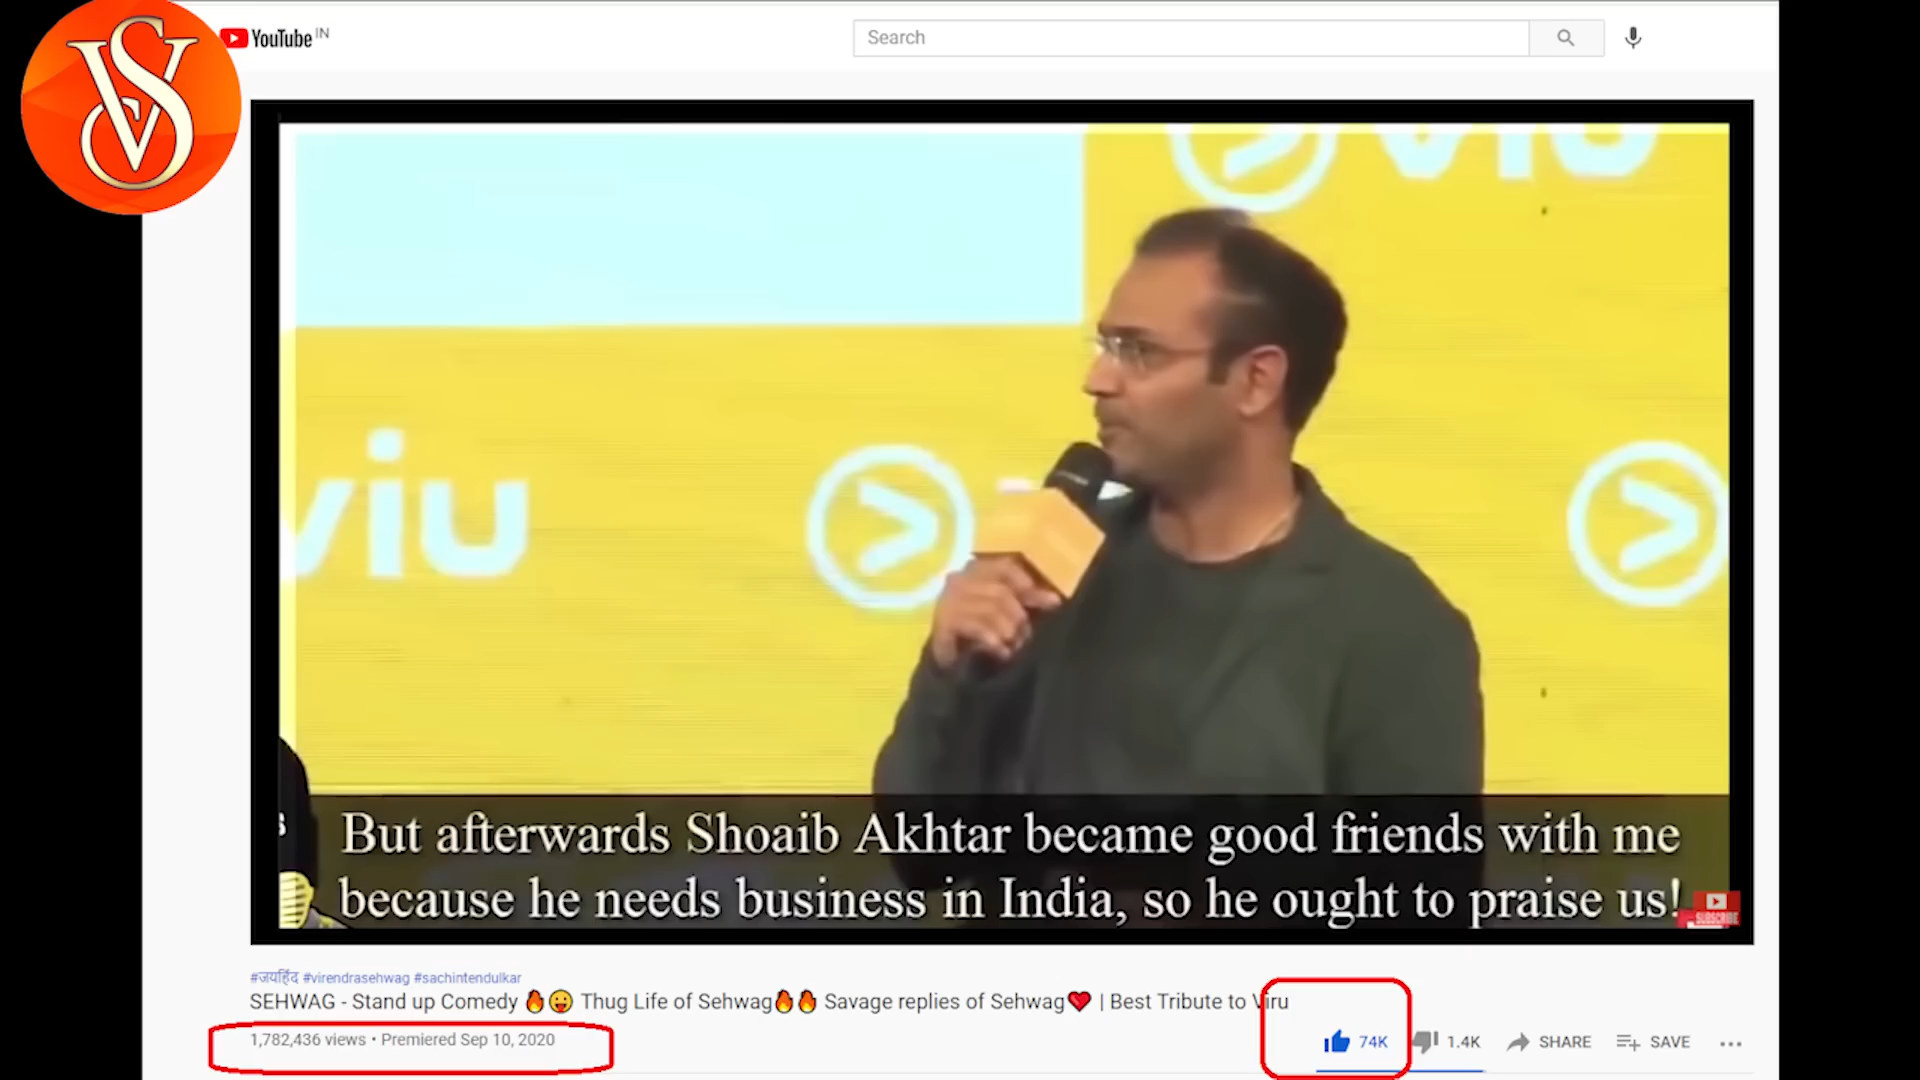 VS
YouTube IN
Search
viu
viu
But afterwards Shoaib Akhtar became good friends with me
because he needs business in India, so he ought to praise us!
SUBSCRIBE
#जयहिंद #virendrasehwag #sachintendulkar
SEHWAG - Stand up Comedy 🔥😛 Thug Life of Sehwag🔥🔥 Savage replies of Sehwag❤️ | Best Tribute to Viru
1,782,436 views • Premiered Sep 10, 2020
74K 1.4K SHARE SAVE